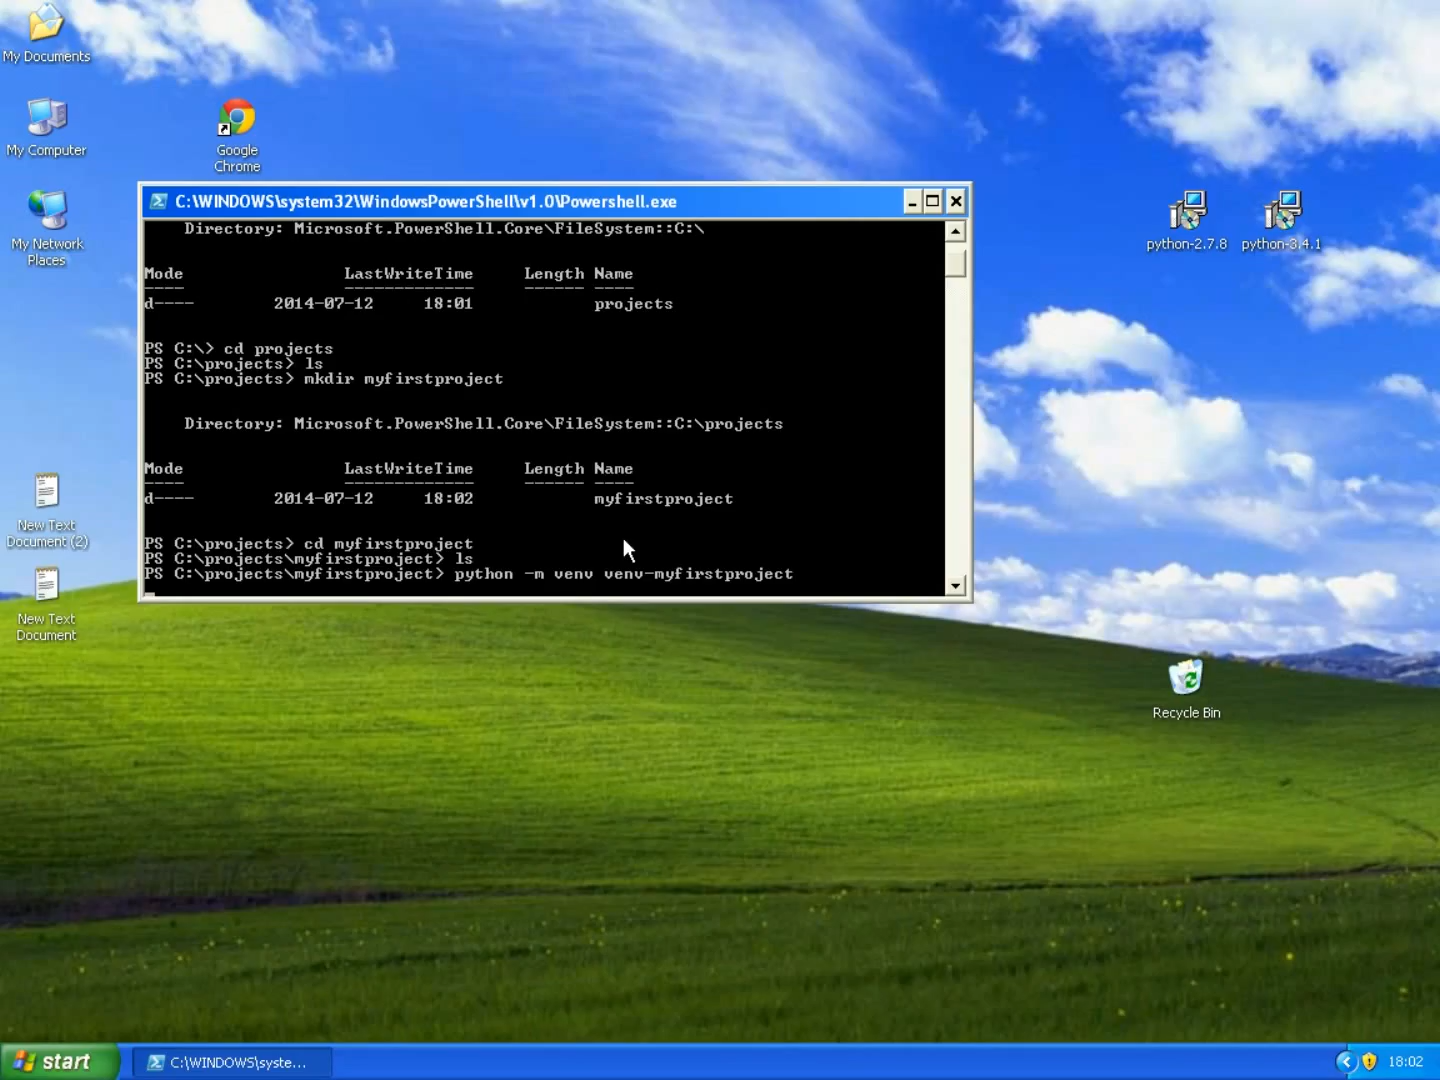 My Documents
My Computer
My Network
Places
New Text
Document (2)
New Text
Document
Google
Chrome
C:\WINDOWS\system32\WindowsPowerShell\v1.0\Powershell.exe
Directory: Microsoft.PowerShell.Core\FileSystem::C:\
Mode LastWriteTime Length Name
---- ------------- ------ ----
d---- 2014-07-12 18:01 projects
PS C:\> cd projects
PS C:\projects> ls
PS C:\projects> mkdir myfirstproject
Directory: Microsoft.PowerShell.Core\FileSystem::C:\projects
Mode LastWriteTime Length Name
---- ------------- ------ ----
d---- 2014-07-12 18:02 myfirstproject
PS C:\projects> cd myfirstproject
PS C:\projects\myfirstproject> ls
PS C:\projects\myfirstproject> python -m venv venv-myfirstproject
python-2.7.8
python-3.4.1
Recycle Bin
start
C:\WINDOWS\syste...
18:02